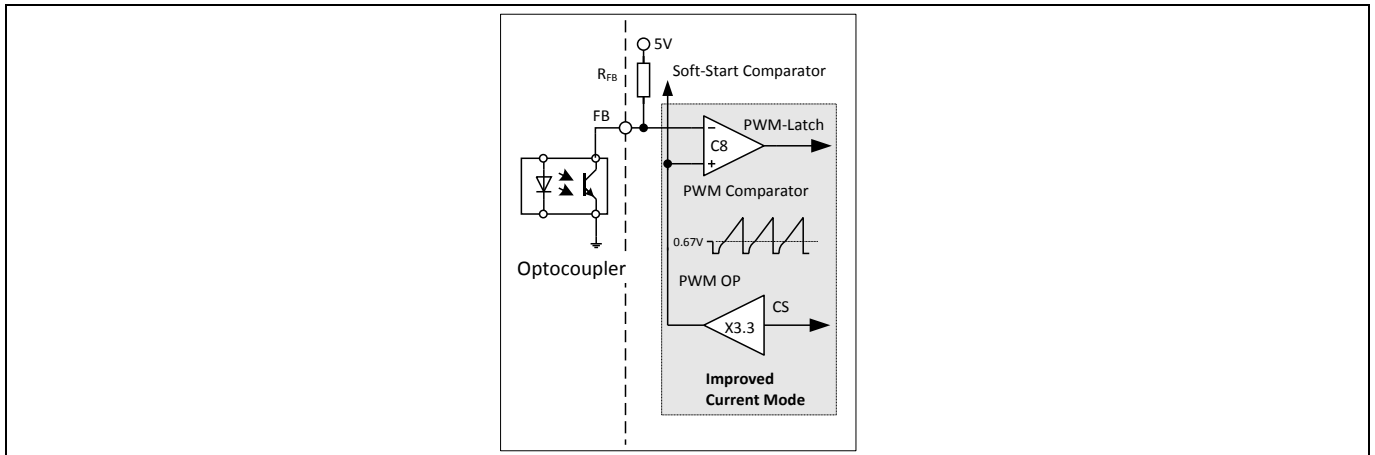 5V
R_FB
Soft-Start Comparator
FB
PWM-Latch
−
C8
+
PWM Comparator
0.67V
Optocoupler
PWM OP
CS
X3.3
Improved
Current Mode